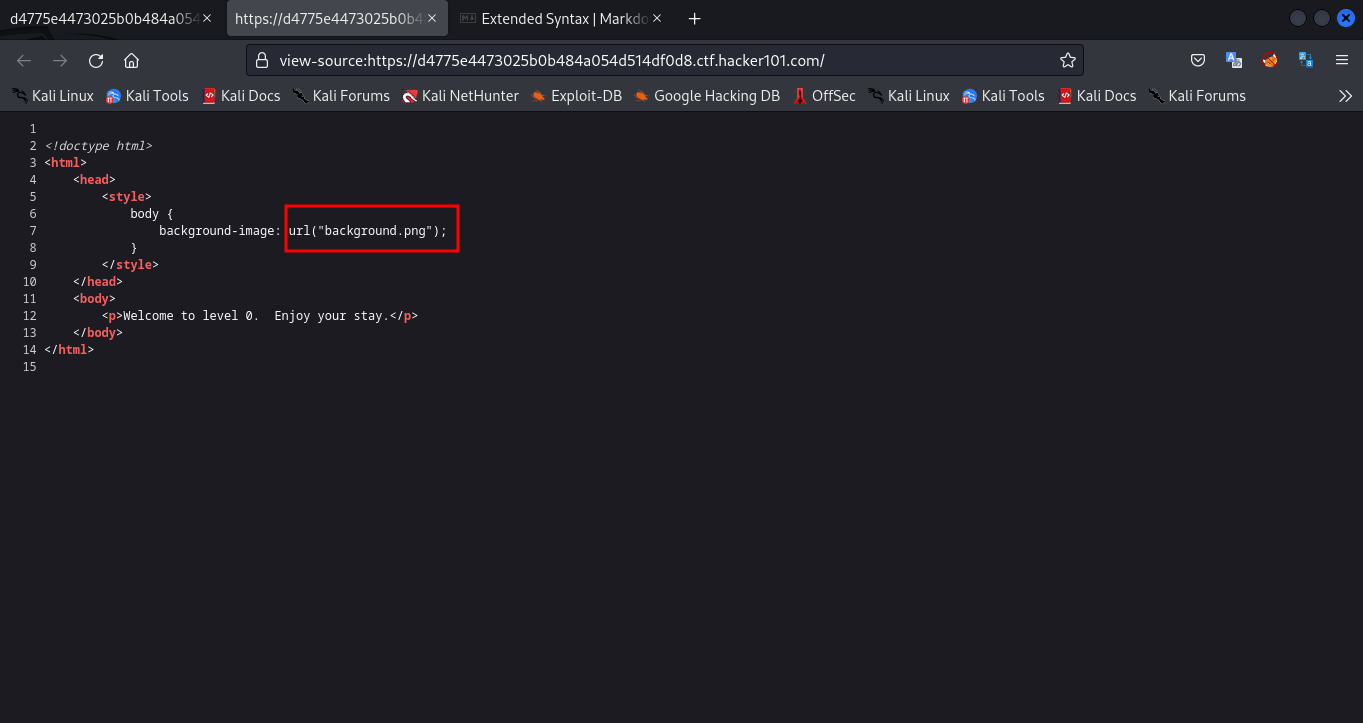 d4775e4473025b0b484a054
https://d4775e4473025b0b4
Extended Syntax | Markdo
view-source:https://d4775e4473025b0b484a054d514df0d8.ctf.hacker101.com/
Kali Linux Kali Tools Kali Docs Kali Forums Kali NetHunter Exploit-DB Google Hacking DB OffSec Kali Linux Kali Tools Kali Docs Kali Forums
1
2 <!doctype html>
3 <html>
4     <head>
5         <style>
6             body {
7                 background-image: url("background.png");
8             }
9         </style>
10     </head>
11     <body>
12         <p>Welcome to level 0.  Enjoy your stay.</p>
13     </body>
14 </html>
15